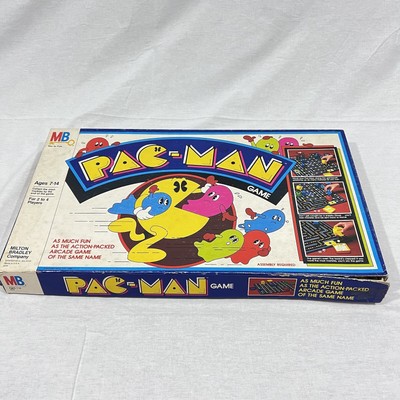 MB
PAC-MAN
GAME
Ages 7-14
For 2 to 4
Players
MILTON
BRADLEY
Company
AS MUCH FUN
AS THE ACTION-PACKED
ARCADE GAME
OF THE SAME NAME
ASSEMBLY REQUIRED
MB
PAC-MAN GAME
AS MUCH FUN
AS THE ACTION-PACKED
ARCADE GAME
OF THE SAME NAME